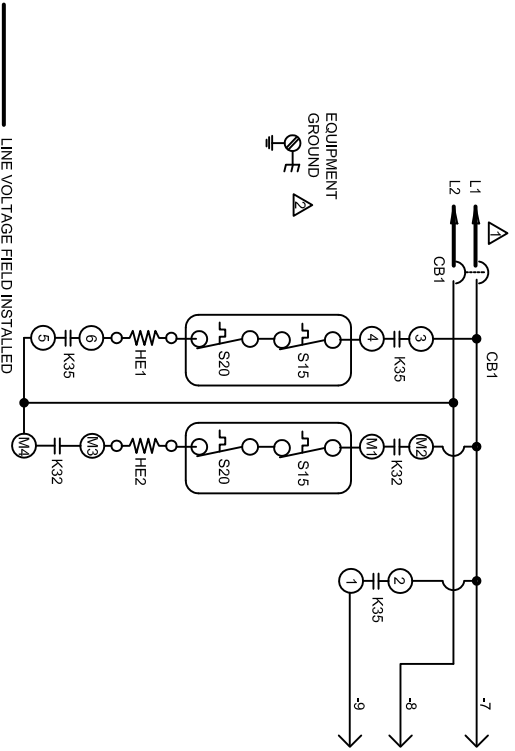 LINE VOLTAGE FIELD INSTALLED
EQUIPMENT
GROUND
2
1
L1
L2
CB1
CB1
3
K35
4
S15
S20
HE1
6
K35
5
M2
K32
M1
S15
S20
HE2
M3
K32
M4
2
K35
1
-7
-8
-9